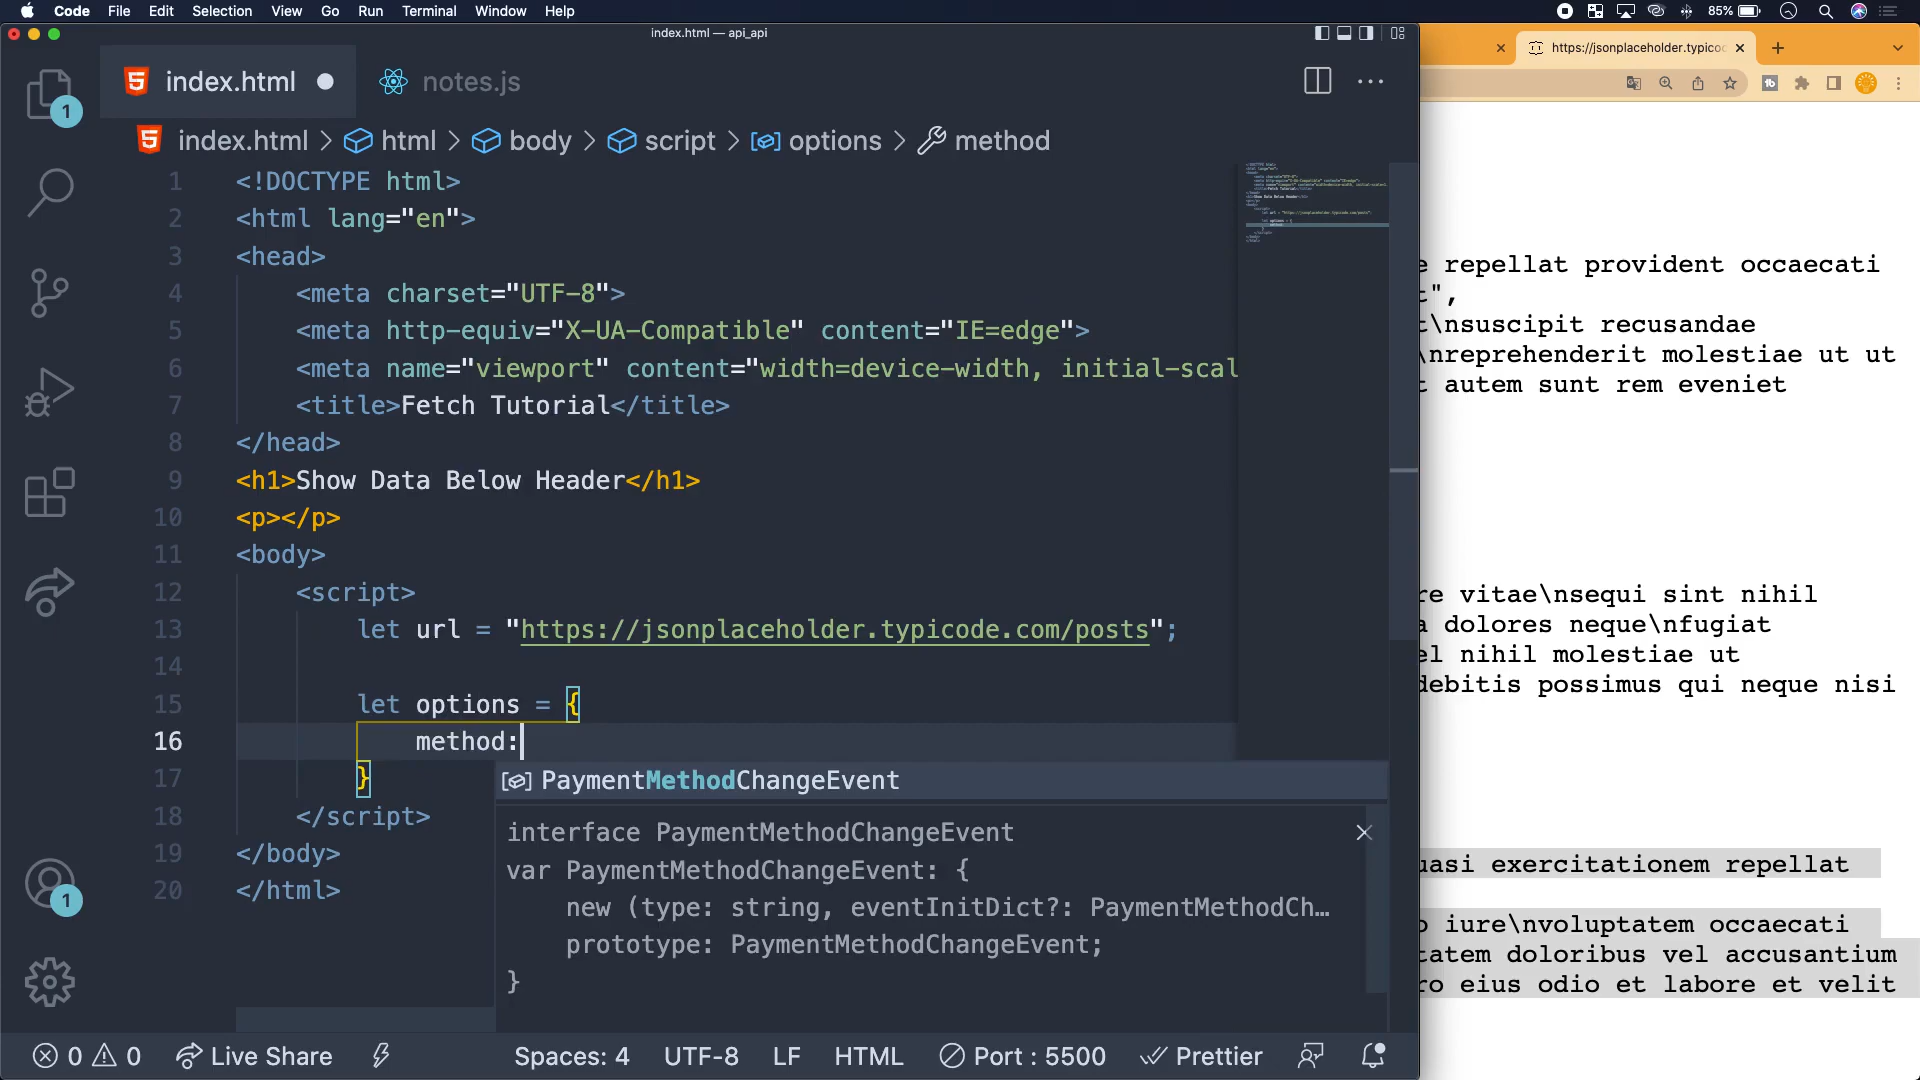 Code File Edit Selection View Go Run Terminal Window Help 85%
index.html — api_api
index.html notes.js
index.html > html > body > script > options > method
1 <!DOCTYPE html>
2 <html lang="en">
3 <head>
4 <meta charset="UTF-8">
5 <meta http-equiv="X-UA-Compatible" content="IE=edge">
6 <meta name="viewport" content="width=device-width, initial-scal
7 <title>Fetch Tutorial</title>
8 </head>
9 <h1>Show Data Below Header</h1>
10 <p></p>
11 <body>
12 <script>
13 let url = "https://jsonplaceholder.typicode.com/posts";
14
15 let options = {
16 method:
17 }
18 </script>
19 </body>
20 </html>
PaymentMethodChangeEvent
interface PaymentMethodChangeEvent
var PaymentMethodChangeEvent: {
new (type: string, eventInitDict?: PaymentMethodCh…
prototype: PaymentMethodChangeEvent;
}
1
1
0 0 Live Share Spaces: 4 UTF-8 LF HTML Port : 5500 Prettier
https://jsonplaceholder.typico
e repellat provident occaecati
t",
t\nsuscipit recusandae
\nreprehenderit molestiae ut ut
t autem sunt rem eveniet
re vitae\nsequi sint nihil
a dolores neque\nfugiat
el nihil molestiae ut
debitis possimus qui neque nisi
uasi exercitationem repellat
o iure\nvoluptatem occaecati
tatem doloribus vel accusantium
ro eius odio et labore et velit